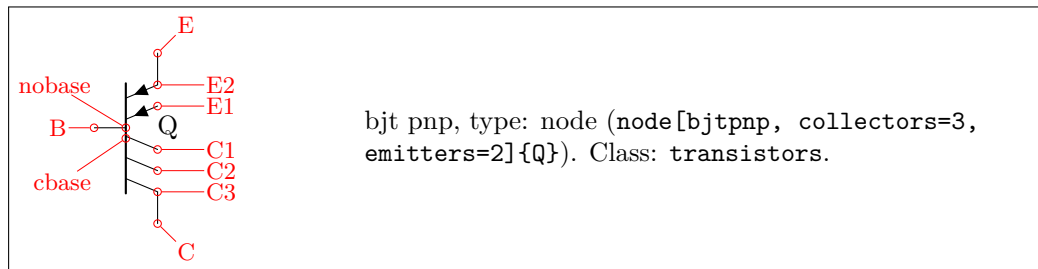 E
E2
nobase
E1
B
Q
C1
C2
cbase
C3
C
bjt pnp, type: node (node[bjtpnp, collectors=3,
emitters=2]{Q}). Class: transistors.